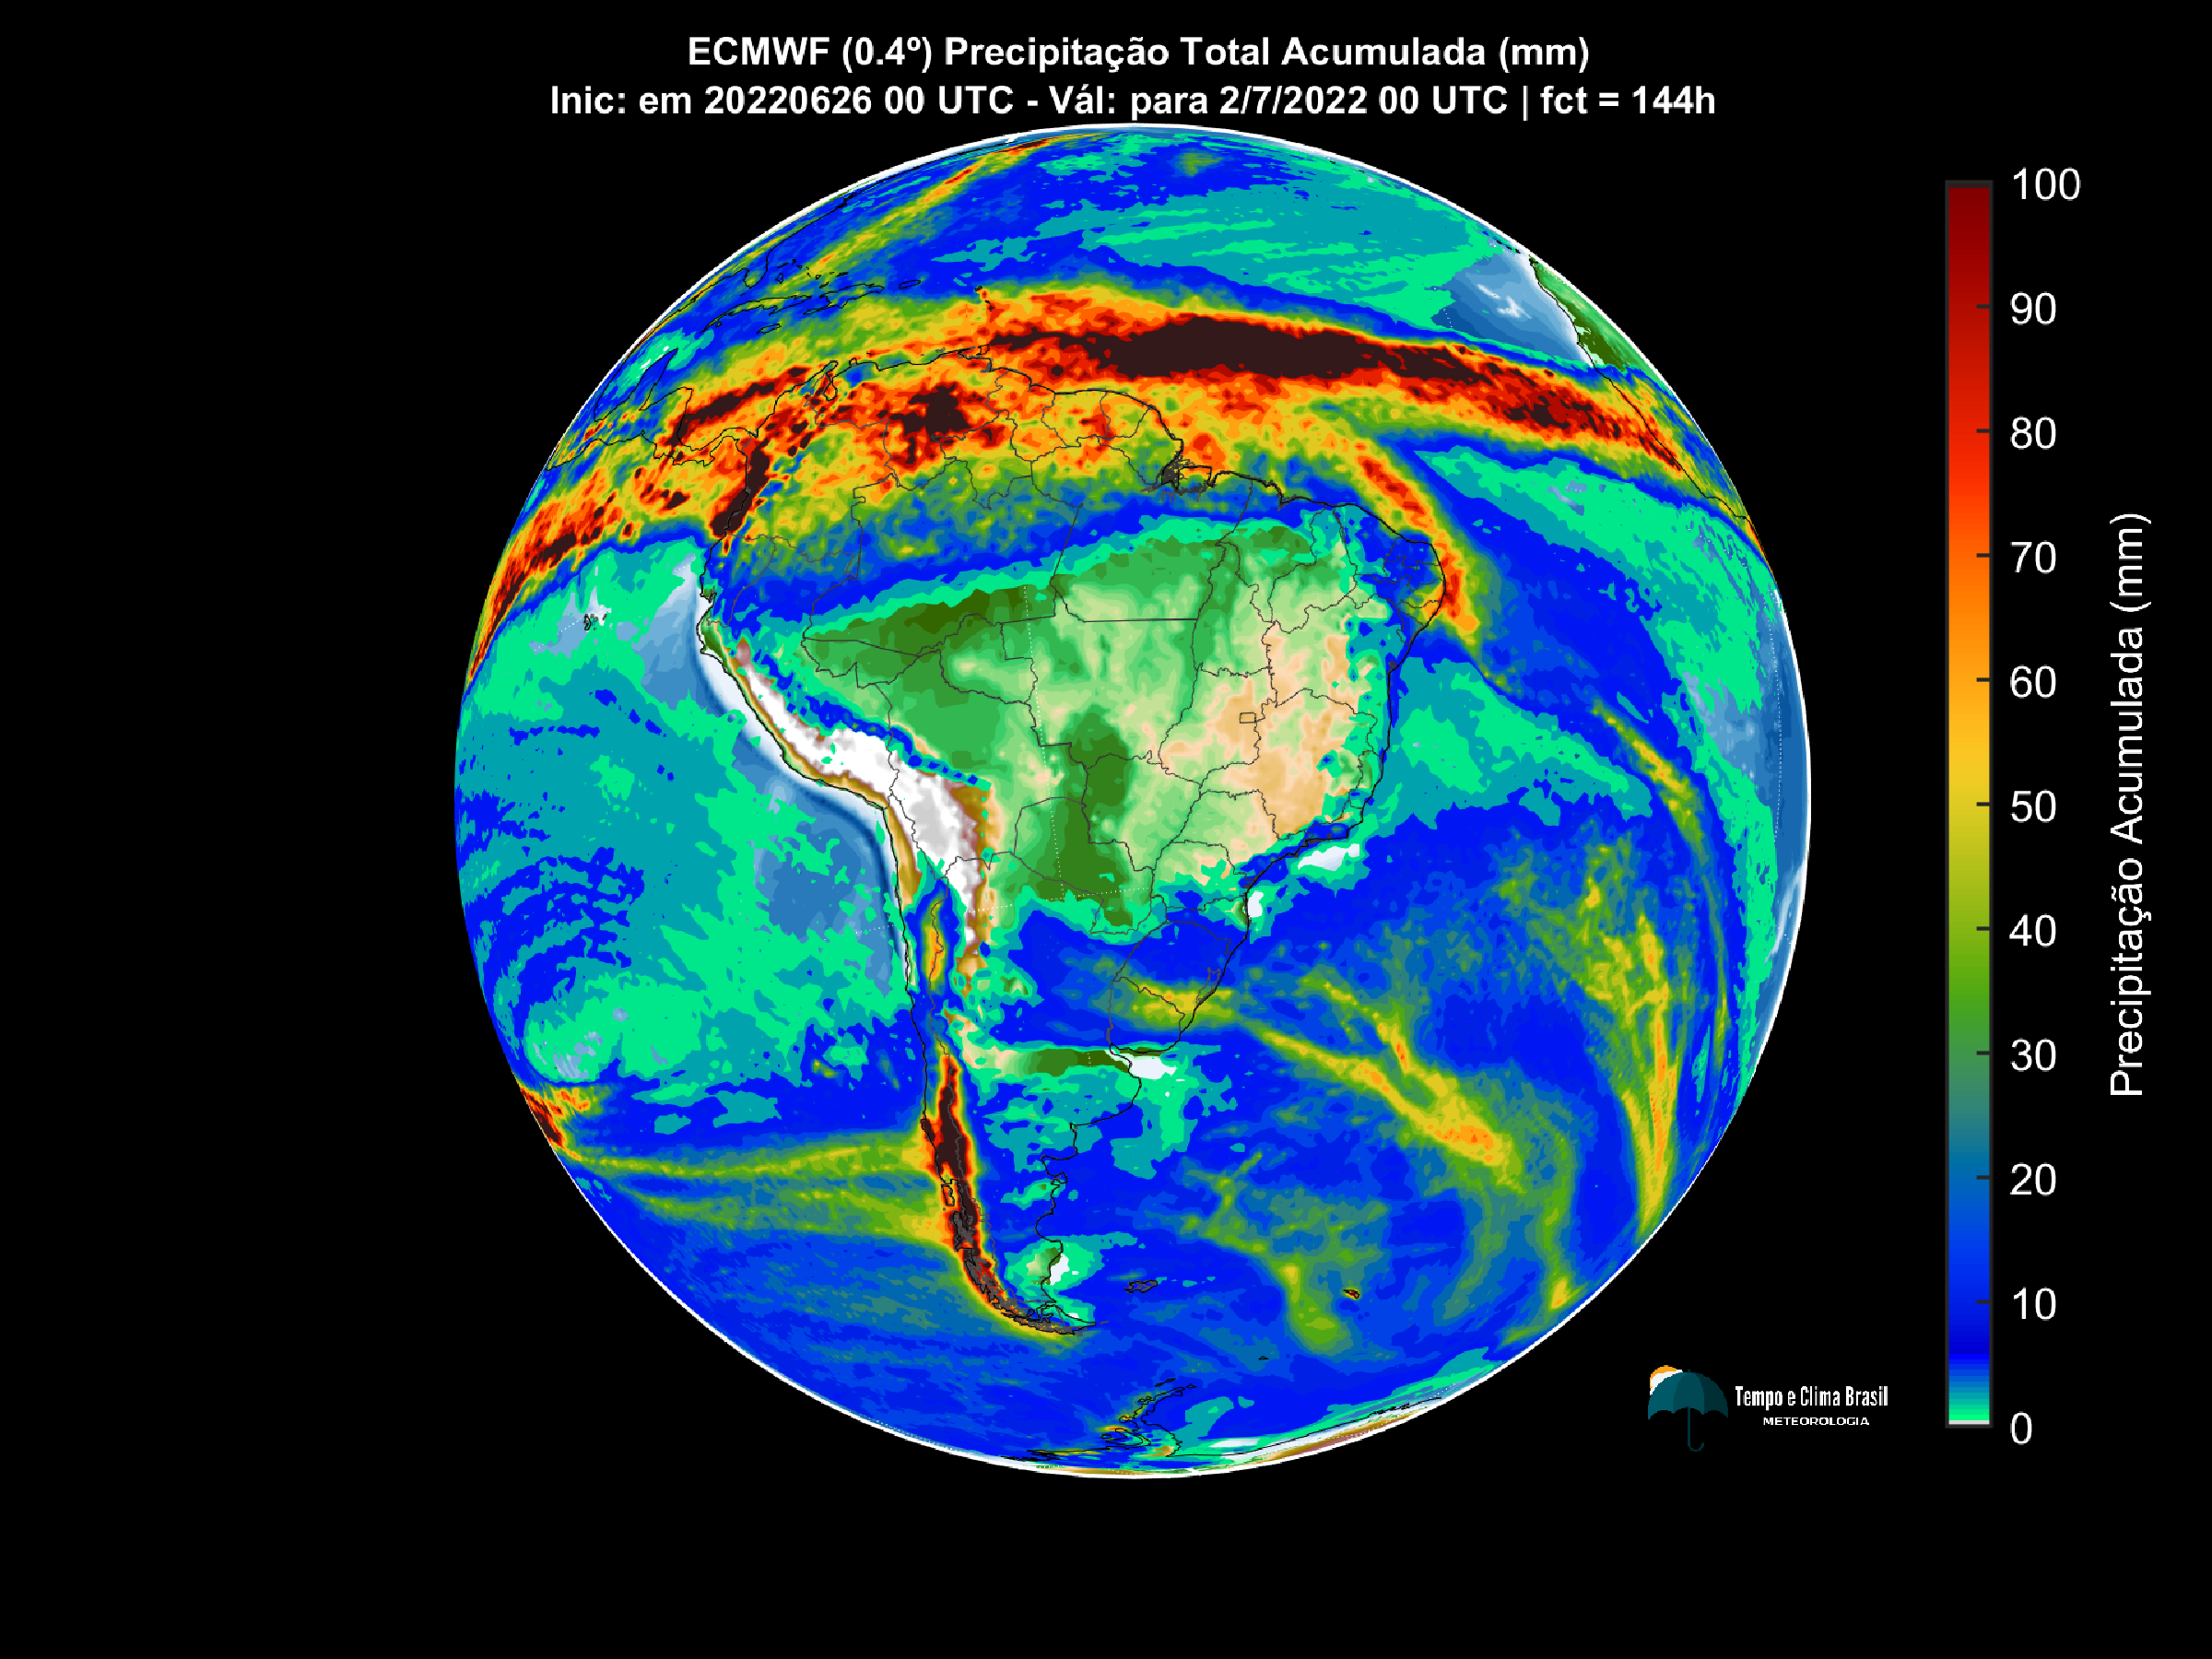 ECMWF (0.4º) Precipitação Total Acumulada (mm)
Inic: em 20220626 00 UTC - Vál: para 2/7/2022 00 UTC | fct = 144h
100
90
80
70
60
50
40
30
20
10
0
Precipitação Acumulada (mm)
Tempo e Clima Brasil
METEOROLOGIA